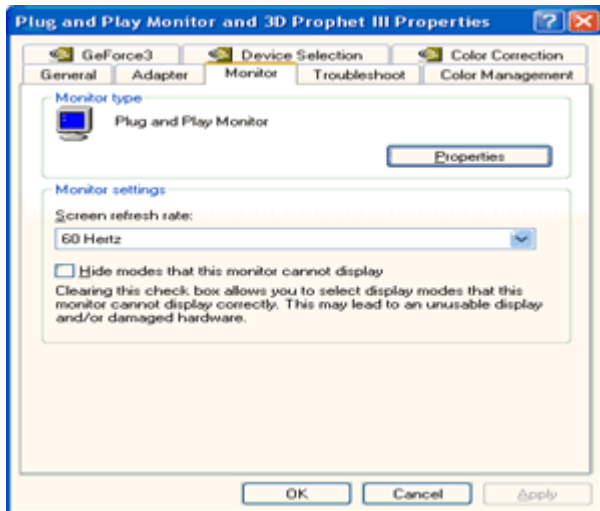 Plug and Play Monitor and 3D Prophet III Properties
GeForce3 Device Selection Color Correction
General Adapter Monitor Troubleshoot Color Management
Monitor type
Plug and Play Monitor
Properties
Monitor settings
Screen refresh rate:
60 Hertz
Hide modes that this monitor cannot display
Clearing this check box allows you to select display modes that this
monitor cannot display correctly. This may lead to an unusable display
and/or damaged hardware.
OK Cancel Apply